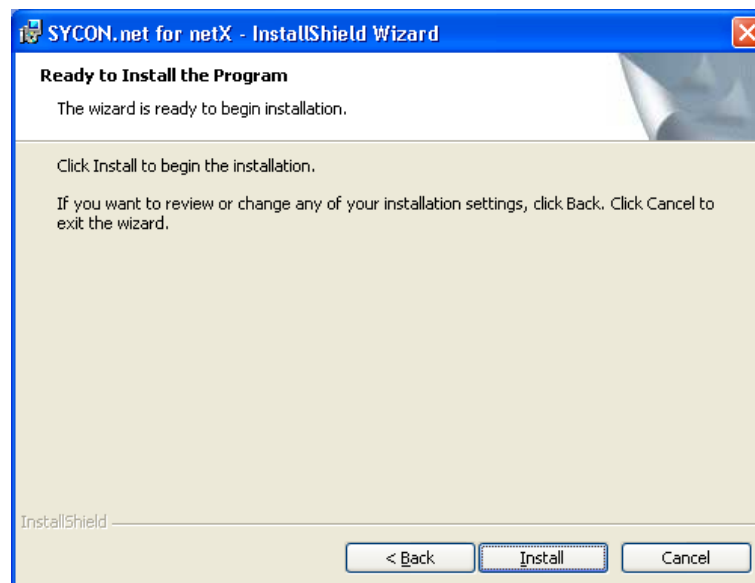 SYCON.net for netX - InstallShield Wizard
Ready to Install the Program
The wizard is ready to begin installation.
Click Install to begin the installation.
If you want to review or change any of your installation settings, click Back. Click Cancel to
exit the wizard.
InstallShield
< Back Install Cancel